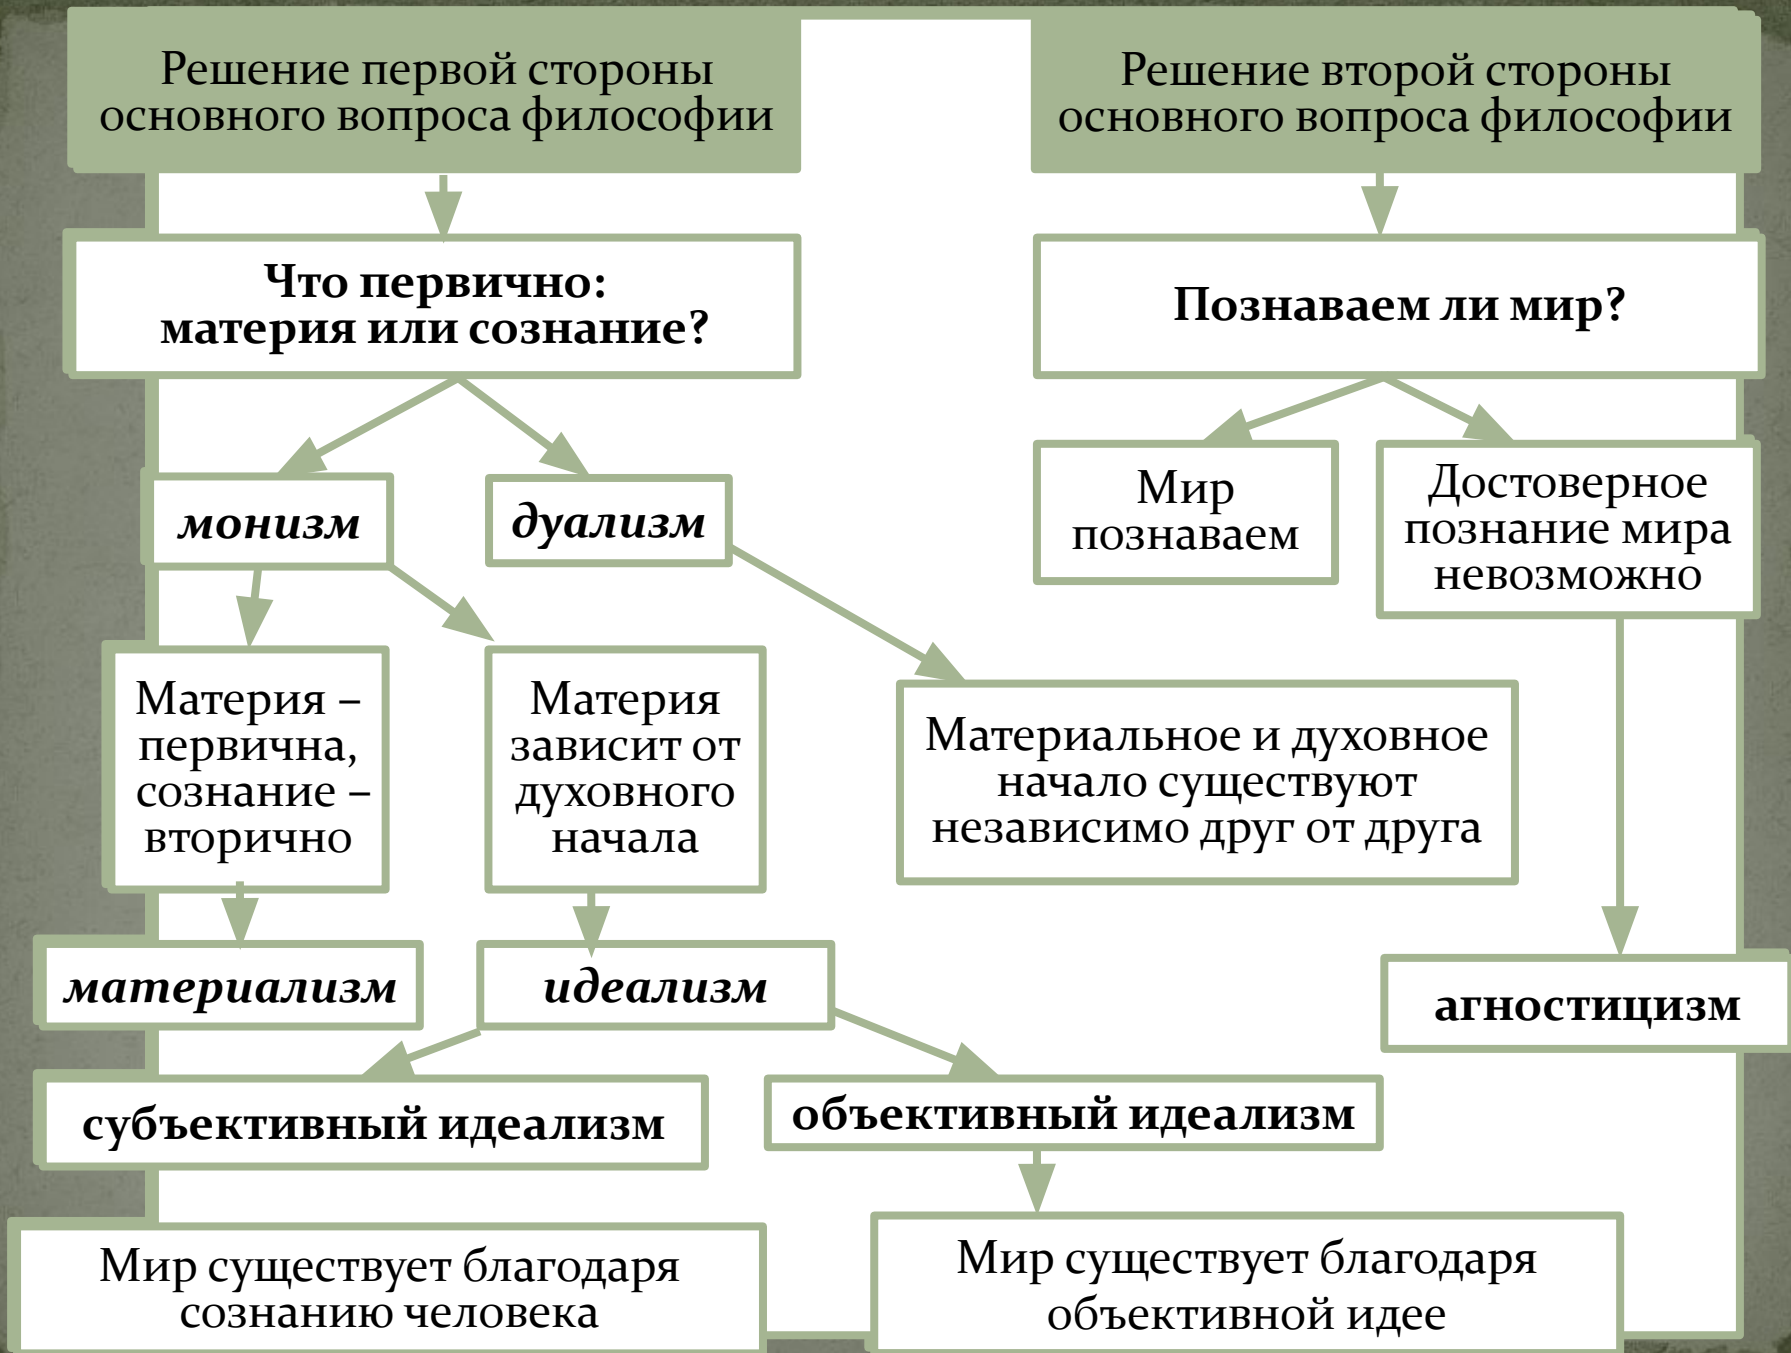 Решение первой стороны
основного вопроса философии
Решение второй стороны
основного вопроса философии
Что первично:
материя или сознание?
Познаваем ли мир?
монизм
дуализм
Мир
познаваем
Достоверное
познание мира
невозможно
Материя –
первична,
сознание –
вторично
Материя
зависит от
духовного
начала
Материальное и духовное
начало существуют
независимо друг от друга
материализм
идеализм
агностицизм
субъективный идеализм
объективный идеализм
Мир существует благодаря
сознанию человека
Мир существует благодаря
объективной идее